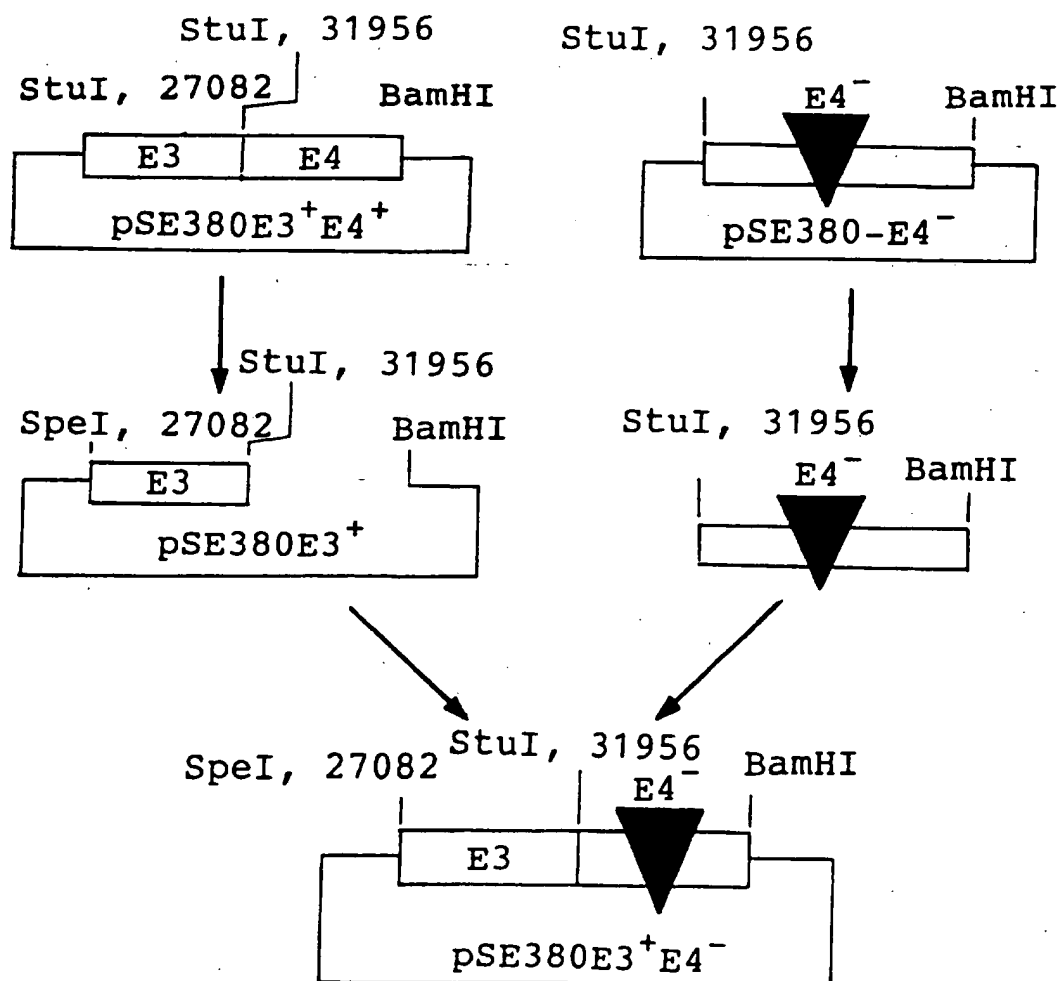 StuI, 31956
StuI, 27082
BamHI
E3
E4
pSE380E3⁺E4⁺
StuI, 31956
E4⁻
BamHI
pSE380-E4⁻
StuI, 31956
SpeI, 27082
BamHI
E3
pSE380E3⁺
StuI, 31956
E4⁻
BamHI
SpeI, 27082
StuI, 31956
E4⁻
BamHI
E3
pSE380E3⁺E4⁻